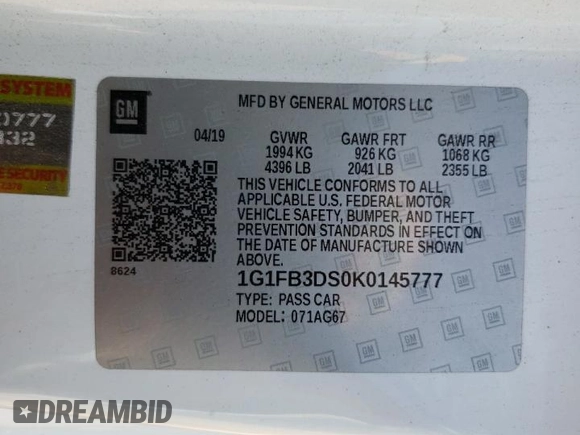 SYSTEM
0777
432
E SECURITY
GM
MFD BY GENERAL MOTORS LLC
04/19 GVWR GAWR FRT GAWR RR
1994 KG 926 KG 1068 KG
4396 LB 2041 LB 2355 LB
THIS VEHICLE CONFORMS TO ALL
APPLICABLE U.S. FEDERAL MOTOR
VEHICLE SAFETY, BUMPER, AND THEFT
PREVENTION STANDARDS IN EFFECT ON
THE DATE OF MANUFACTURE SHOWN
ABOVE.
8624
1G1FB3DS0K0145777
TYPE: PASS CAR
MODEL: 071AG67
DREAMBID